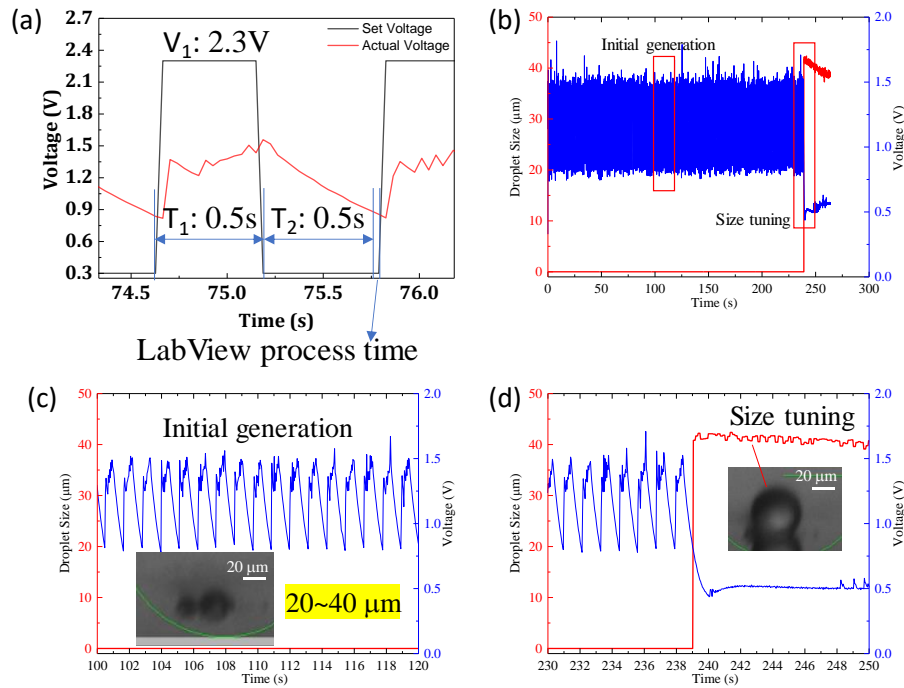 (a)
Set Voltage
Actual Voltage
V1: 2.3V
T1: 0.5s
T2: 0.5s
2.7
2.4
2.1
1.8
1.5
1.2
0.9
0.6
0.3
Voltage (V)
74.5 75.0 75.5 76.0
Time (s)
LabView process time
(b)
Initial generation
Size tuning
50
40
30
20
10
0
Droplet Size (μm)
2.0
1.5
1.0
0.5
0.0
Voltage (V)
0 50 100 150 200 250 300
Time (s)
(c)
Initial generation
20 μm
20~40 μm
50
40
30
20
10
0
Droplet Size (μm)
2.0
1.5
1.0
0.5
0.0
Voltage (V)
100 102 104 106 108 110 112 114 116 118 120
Time (s)
(d)
Size tuning
20 μm
50
40
30
20
10
0
Droplet Size (μm)
2.0
1.5
1.0
0.5
0.0
Voltage (V)
230 232 234 236 238 240 242 244 246 248 250
Time (s)